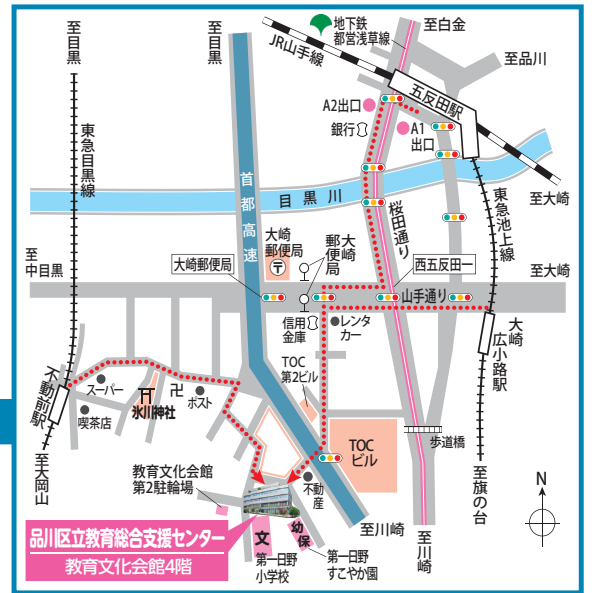 至目黒
至目黒
地下鉄
都営浅草線
至白金
JR山手線
至品川
五反田駅
A2出口
銀行
A1
出口
東急目黒線
首都高速
目黒川
桜田通り
東急池上線
至大崎
至
中目黒
大崎
郵便局
〒
大崎郵便局
大崎
郵便局
西五反田一
至大崎
山手通り
信用
金庫
レンタ
カー
大崎
広小路駅
TOC
第2ビル
不動前駅
スーパー
喫茶店
氷川神社
卍
ポスト
TOC
ビル
歩道橋
至大岡山
教育文化会館
第2駐輪場
不動
産
至旗の台
N
至川崎
至川崎
品川区立教育総合支援センター
教育文化会館4階
文
第一日野
小学校
幼
保
第一日野
すこやか園